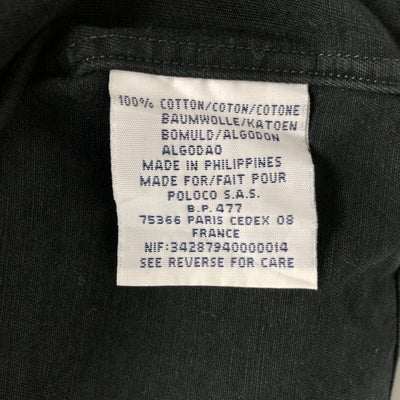 100% COTTON/COTON/COTONE
BAUMWOLLE/KATOEN
BOMULD/ALGODON
ALGODAO
MADE IN PHILIPPINES
MADE FOR/FAIT POUR
POLOCO S.A.S.
B.P. 477
75366 PARIS CEDEX 08
FRANCE
NIF:34287940000014
SEE REVERSE FOR CARE